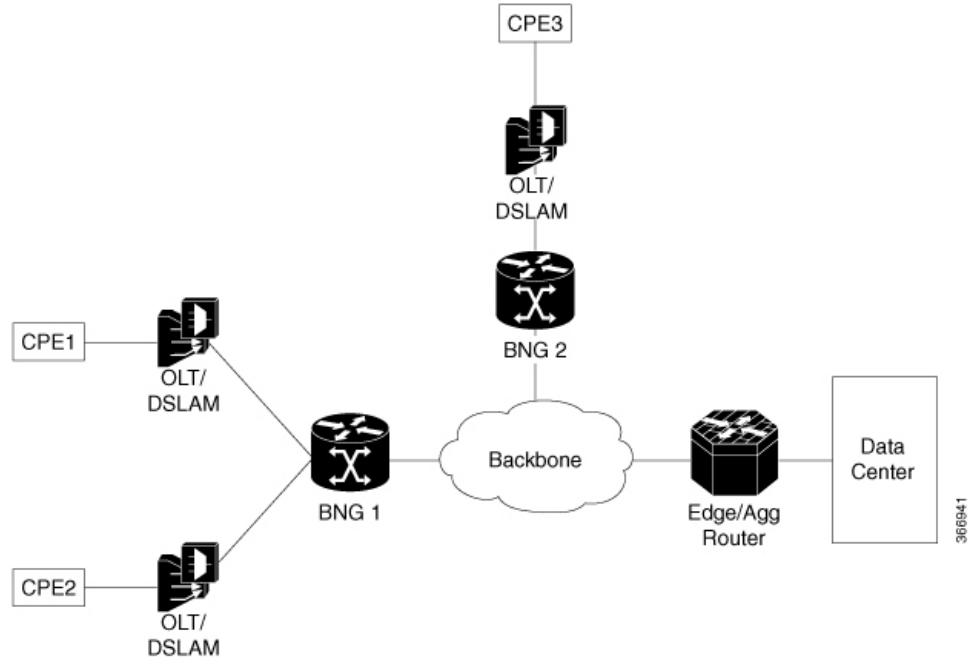 CPE3
OLT/
DSLAM
BNG 2
CPE1
OLT/
DSLAM
BNG 1
Backbone
Edge/Agg
Router
Data
Center
366941
CPE2
OLT/
DSLAM